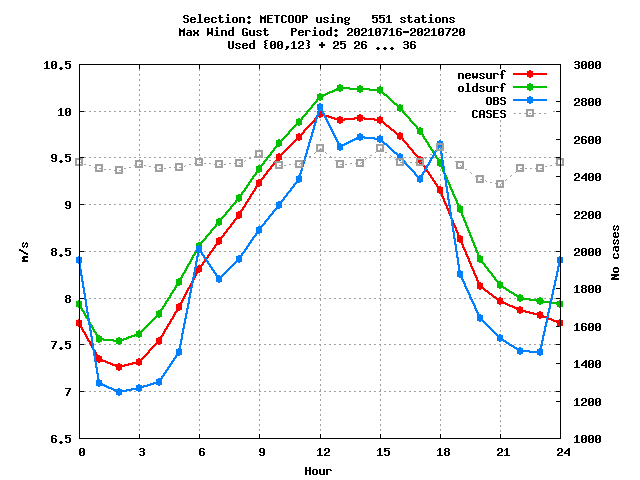 Selection: METCOOP using   551 stations
Max Wind Gust   Period: 20210716-20210720
Used {00,12} + 25 26 ... 36
newsurf
oldsurf
OBS
CASES
10.5
10
9.5
9
8.5
8
7.5
7
6.5
m/s
3000
2800
2600
2400
2200
2000
1800
1600
1400
1200
1000
No cases
0 3 6 9 12 15 18 21 24
Hour